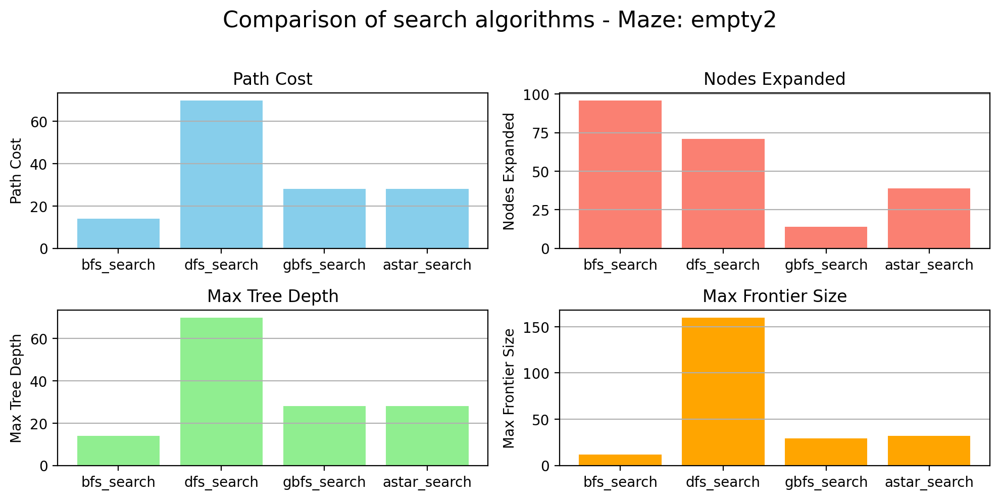 Comparison of search algorithms - Maze: empty2
Path Cost
Path Cost
60
40
20
0
bfs_search dfs_search gbfs_search astar_search
Nodes Expanded
Nodes Expanded
100
75
50
25
0
bfs_search dfs_search gbfs_search astar_search
Max Tree Depth
Max Tree Depth
60
40
20
0
bfs_search dfs_search gbfs_search astar_search
Max Frontier Size
Max Frontier Size
150
100
50
0
bfs_search dfs_search gbfs_search astar_search